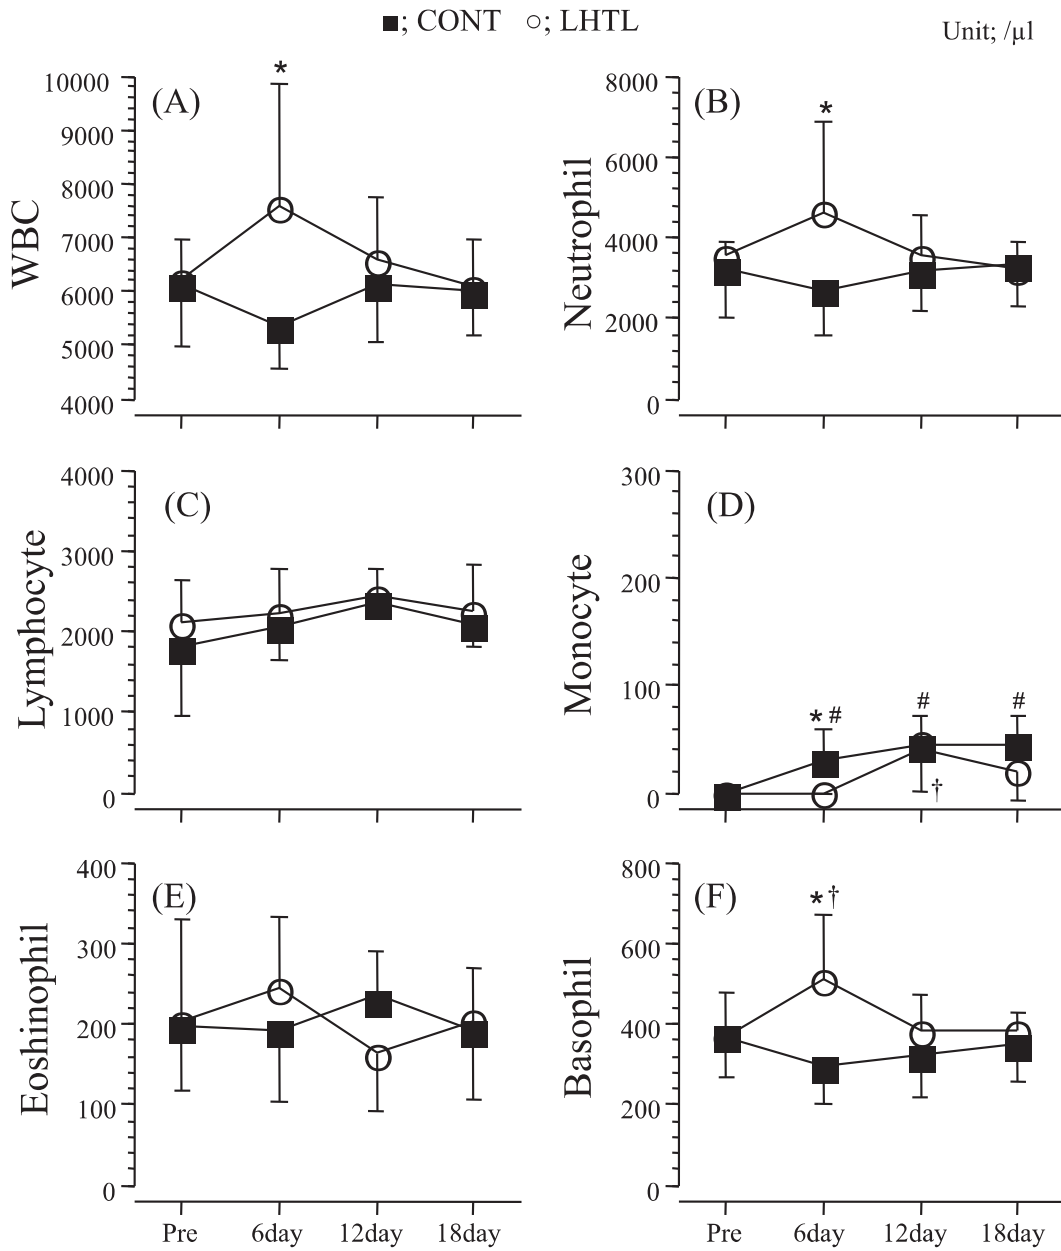 ■; CONT ○; LHTL
Unit; /µl
(A)
*
WBC
10000
9000
8000
7000
6000
5000
4000
(B)
*
Neutrophil
8000
6000
4000
2000
0
(C)
Lymphocyte
4000
3000
2000
1000
0
(D)
*#
#
#
†
Monocyte
300
200
100
0
(E)
Eoshinophil
400
300
200
100
0
Pre 6day 12day 18day
(F)
*†
Basophil
800
600
400
200
0
Pre 6day 12day 18day